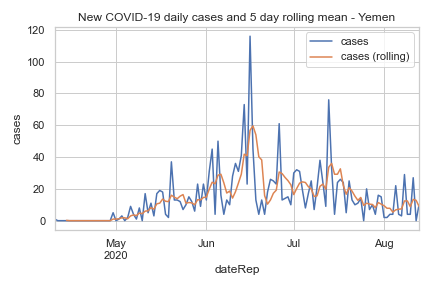 New COVID-19 daily cases and 5 day rolling mean - Yemen
120
100
80
60
40
20
0
cases
cases
cases (rolling)
May
2020
Jun
Jul
Aug
dateRep